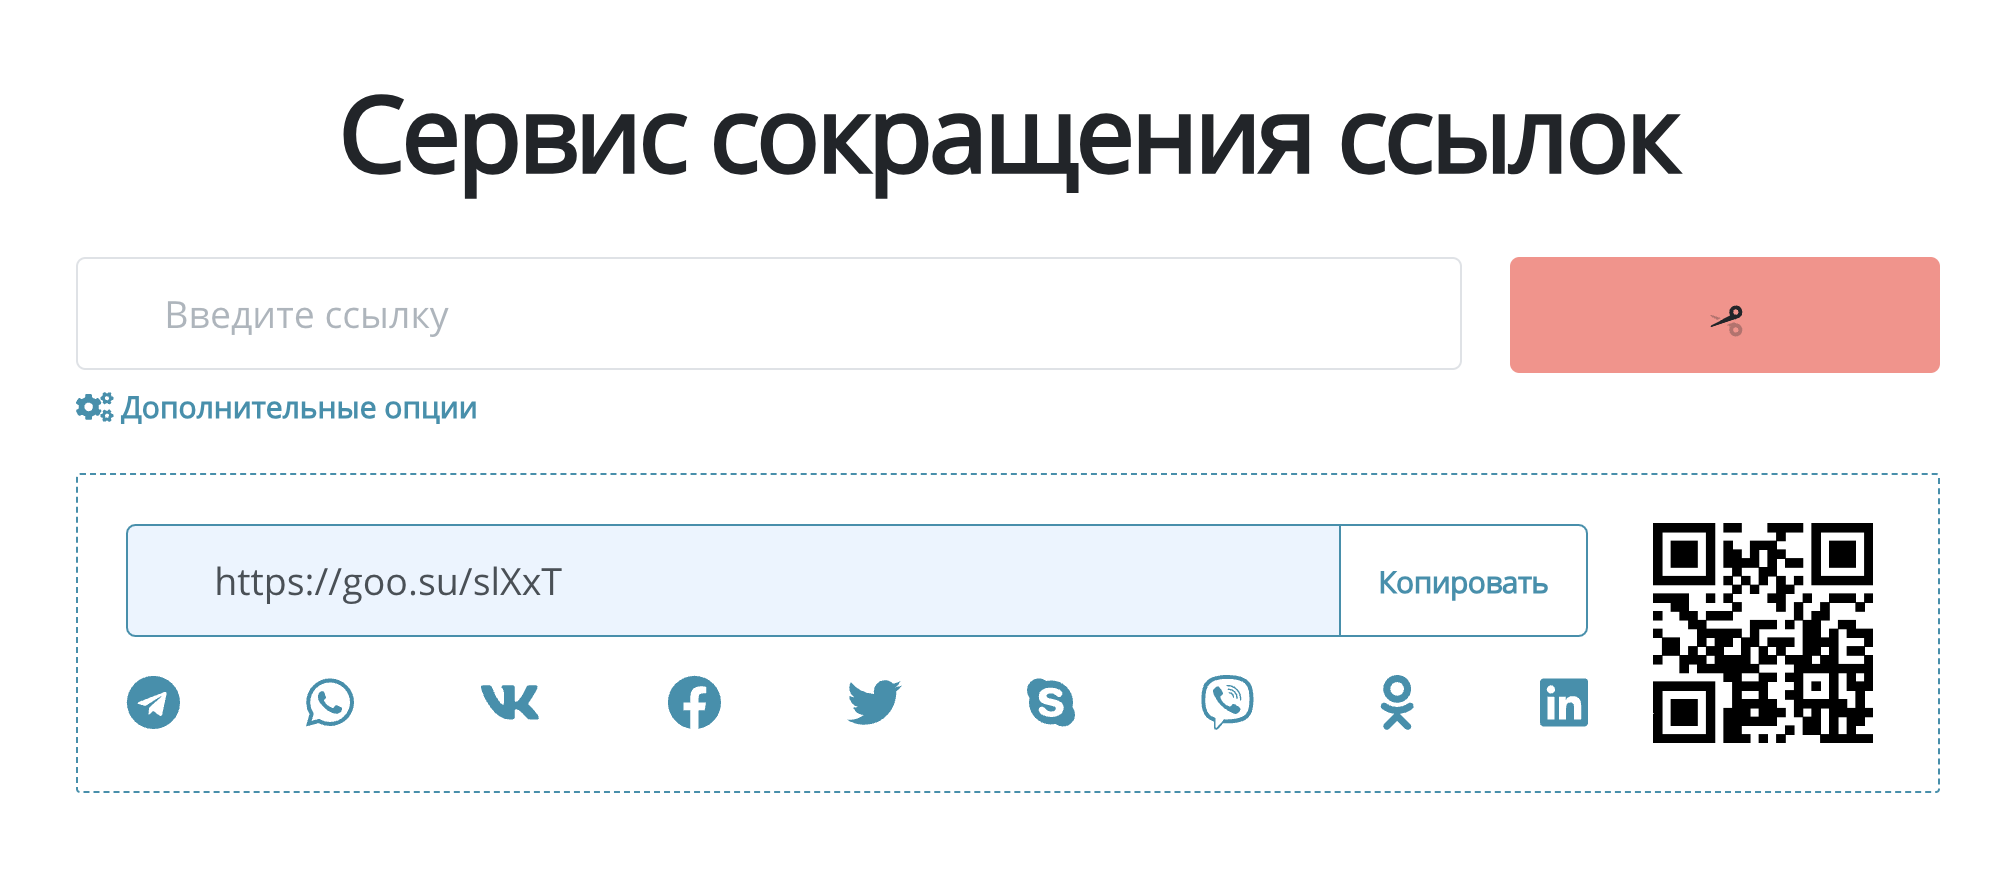 Сервис сокращения ссылок
Введите ссылку
Дополнительные опции
https://goo.su/slXxT
Копировать